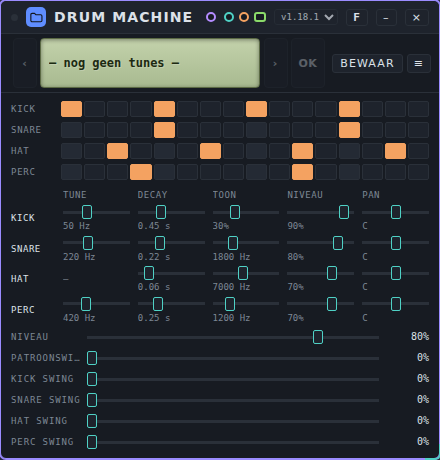 DRUM MACHINE v1.18.1 F – ×
‹ — nog geen tunes — › OK BEWAAR ≡
KICK
SNARE
HAT
PERC
TUNE DECAY TOON NIVEAU PAN
KICK 50 Hz 0.45 s 30% 90% C
SNARE 220 Hz 0.22 s 1800 Hz 80% C
HAT — 0.06 s 7000 Hz 70% C
PERC 420 Hz 0.25 s 1200 Hz 70% C
NIVEAU 80%
PATROONSWI… 0%
KICK SWING 0%
SNARE SWING 0%
HAT SWING 0%
PERC SWING 0%